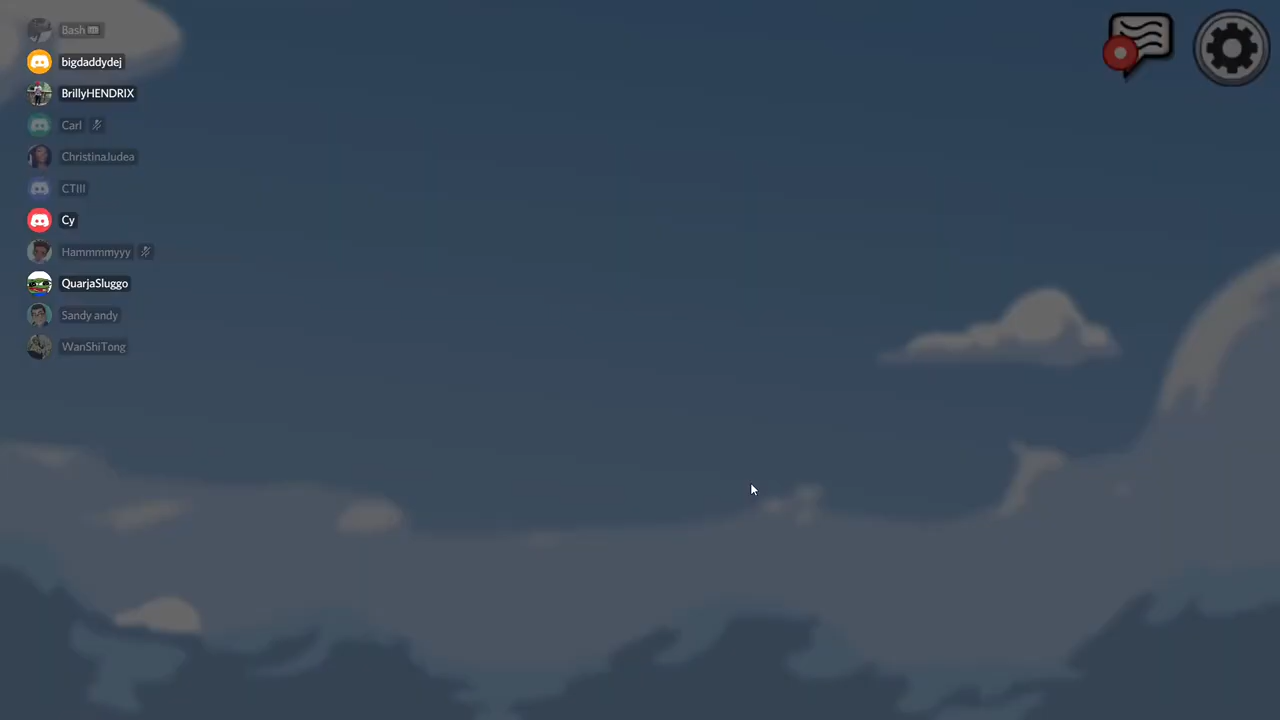 Bash
bigdaddydej
BrillyHENDRIX
Carl
ChristinaJudea
CTIII
Cy
Hammmmyyy
QuarjaSluggo
Sandy andy
WanShiTong